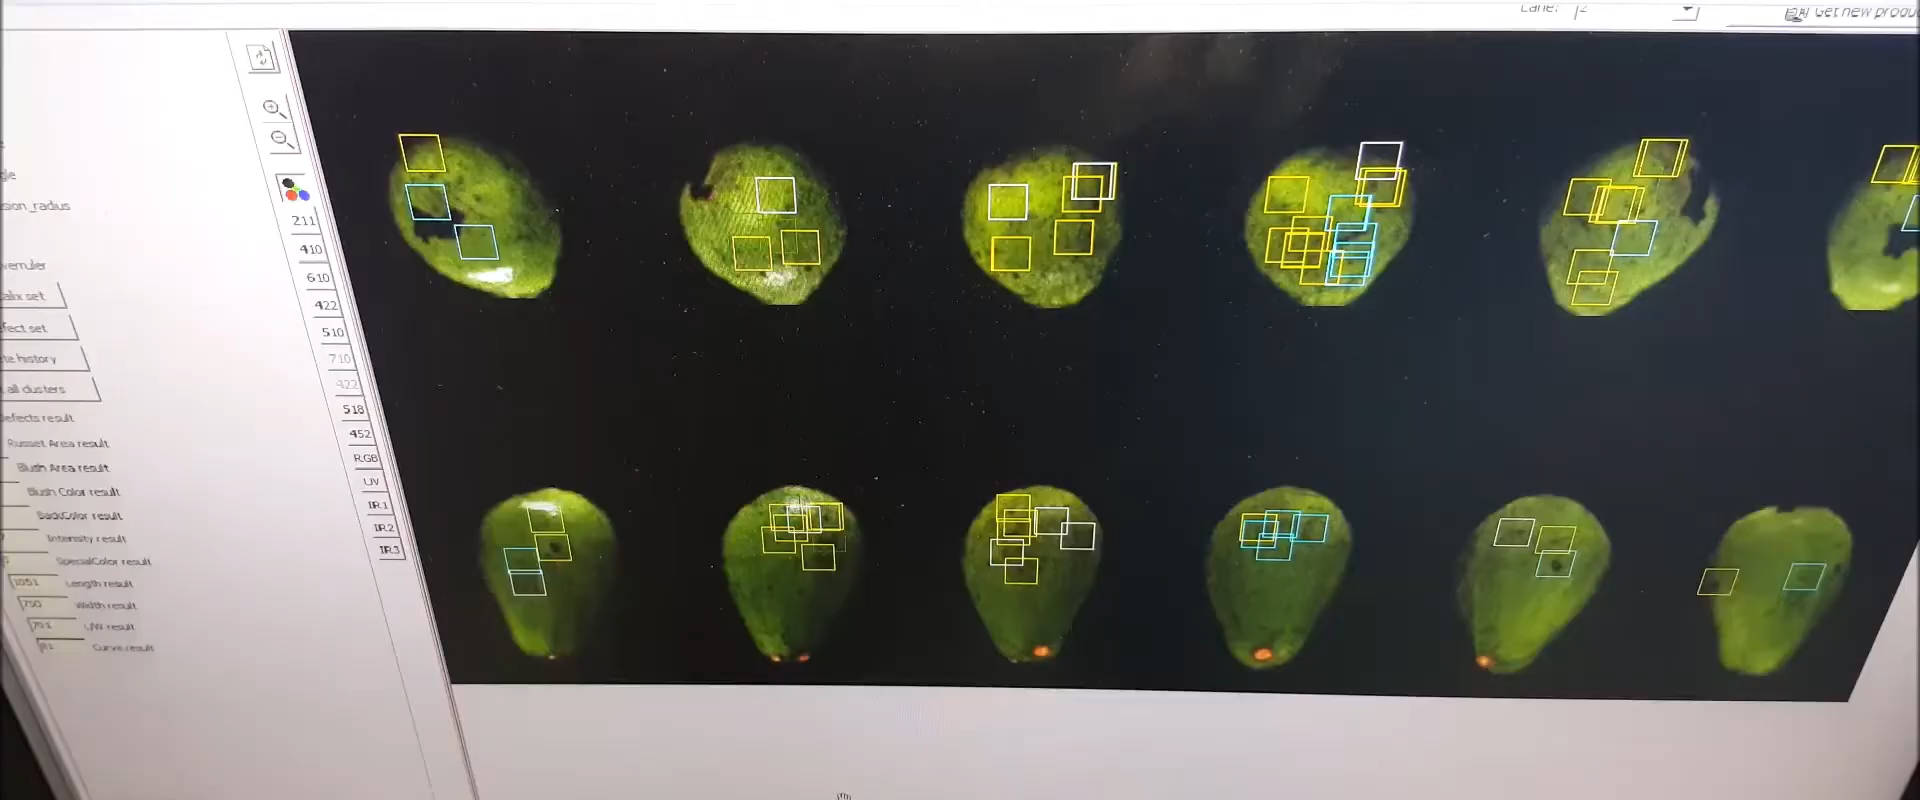 Lane: 2
Get new produ
gle
sion_radius
verruler
alix set
fect set
te history
all clusters
efects result
Russet Area result
Blush Area result
Blush Color result
BackColor result
Intensity result
SpecialColor result
1051 Length result
750 Width result
L/W result
Curve result
211
410
610
422
510
710
422
518
452
RGB
UV
IR1
IR2
IR3